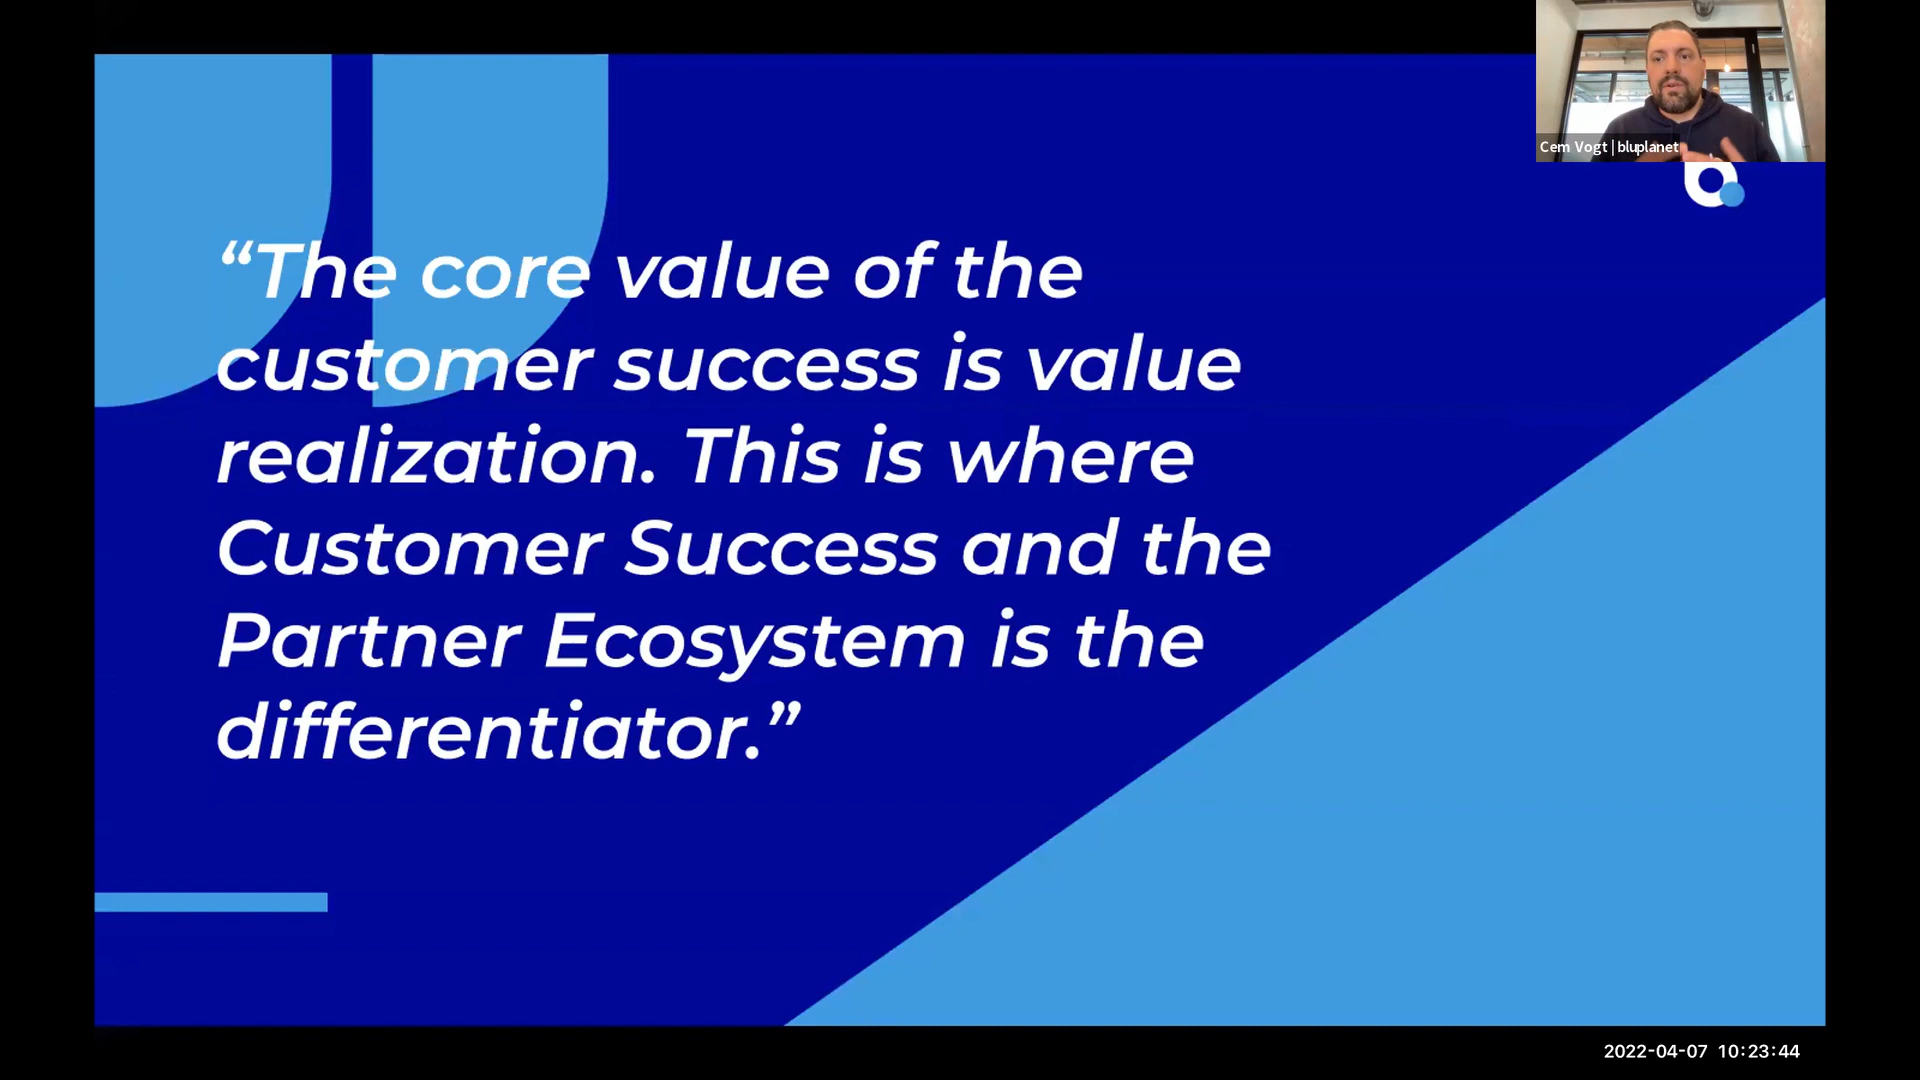 Cem Vogt | bluplanet
“The core value of the
customer success is value
realization. This is where
Customer Success and the
Partner Ecosystem is the
differentiator.”
2022-04-07 10:23:44